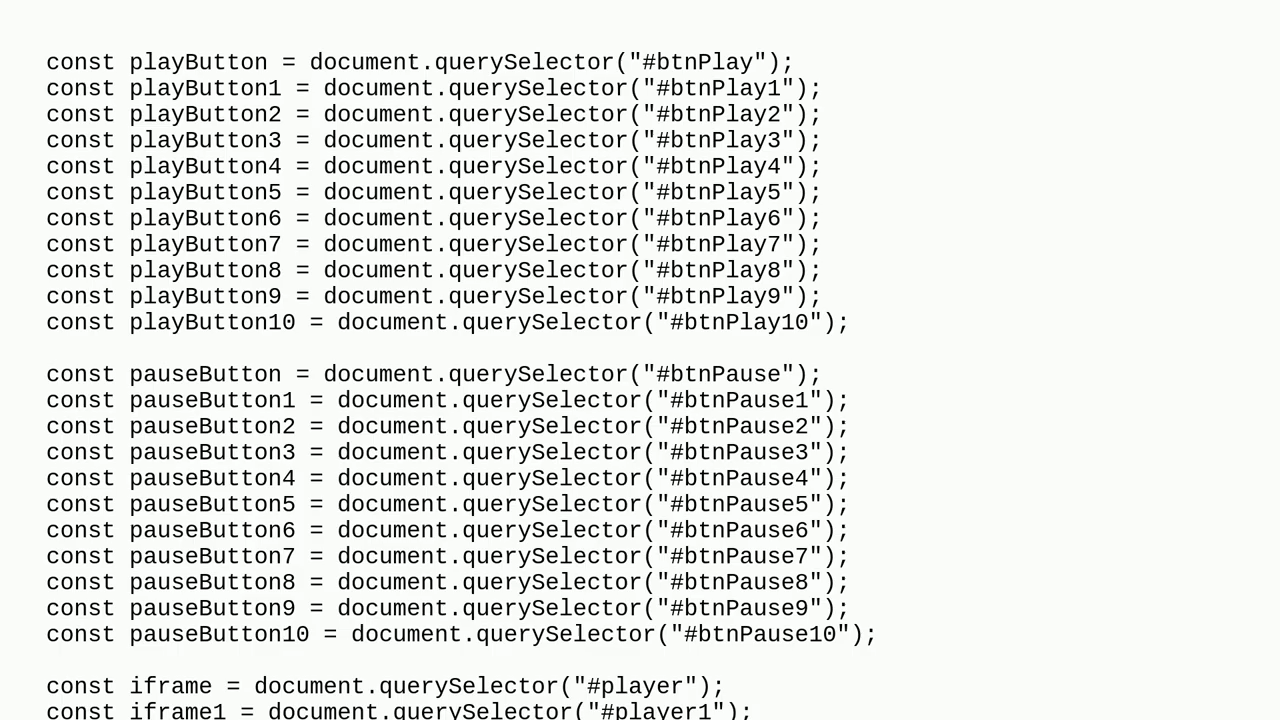 const playButton = document.querySelector("#btnPlay");
const playButton1 = document.querySelector("#btnPlay1");
const playButton2 = document.querySelector("#btnPlay2");
const playButton3 = document.querySelector("#btnPlay3");
const playButton4 = document.querySelector("#btnPlay4");
const playButton5 = document.querySelector("#btnPlay5");
const playButton6 = document.querySelector("#btnPlay6");
const playButton7 = document.querySelector("#btnPlay7");
const playButton8 = document.querySelector("#btnPlay8");
const playButton9 = document.querySelector("#btnPlay9");
const playButton10 = document.querySelector("#btnPlay10");
const pauseButton = document.querySelector("#btnPause");
const pauseButton1 = document.querySelector("#btnPause1");
const pauseButton2 = document.querySelector("#btnPause2");
const pauseButton3 = document.querySelector("#btnPause3");
const pauseButton4 = document.querySelector("#btnPause4");
const pauseButton5 = document.querySelector("#btnPause5");
const pauseButton6 = document.querySelector("#btnPause6");
const pauseButton7 = document.querySelector("#btnPause7");
const pauseButton8 = document.querySelector("#btnPause8");
const pauseButton9 = document.querySelector("#btnPause9");
const pauseButton10 = document.querySelector("#btnPause10");
const iframe = document.querySelector("#player");
const iframe1 = document.querySelector("#player1");